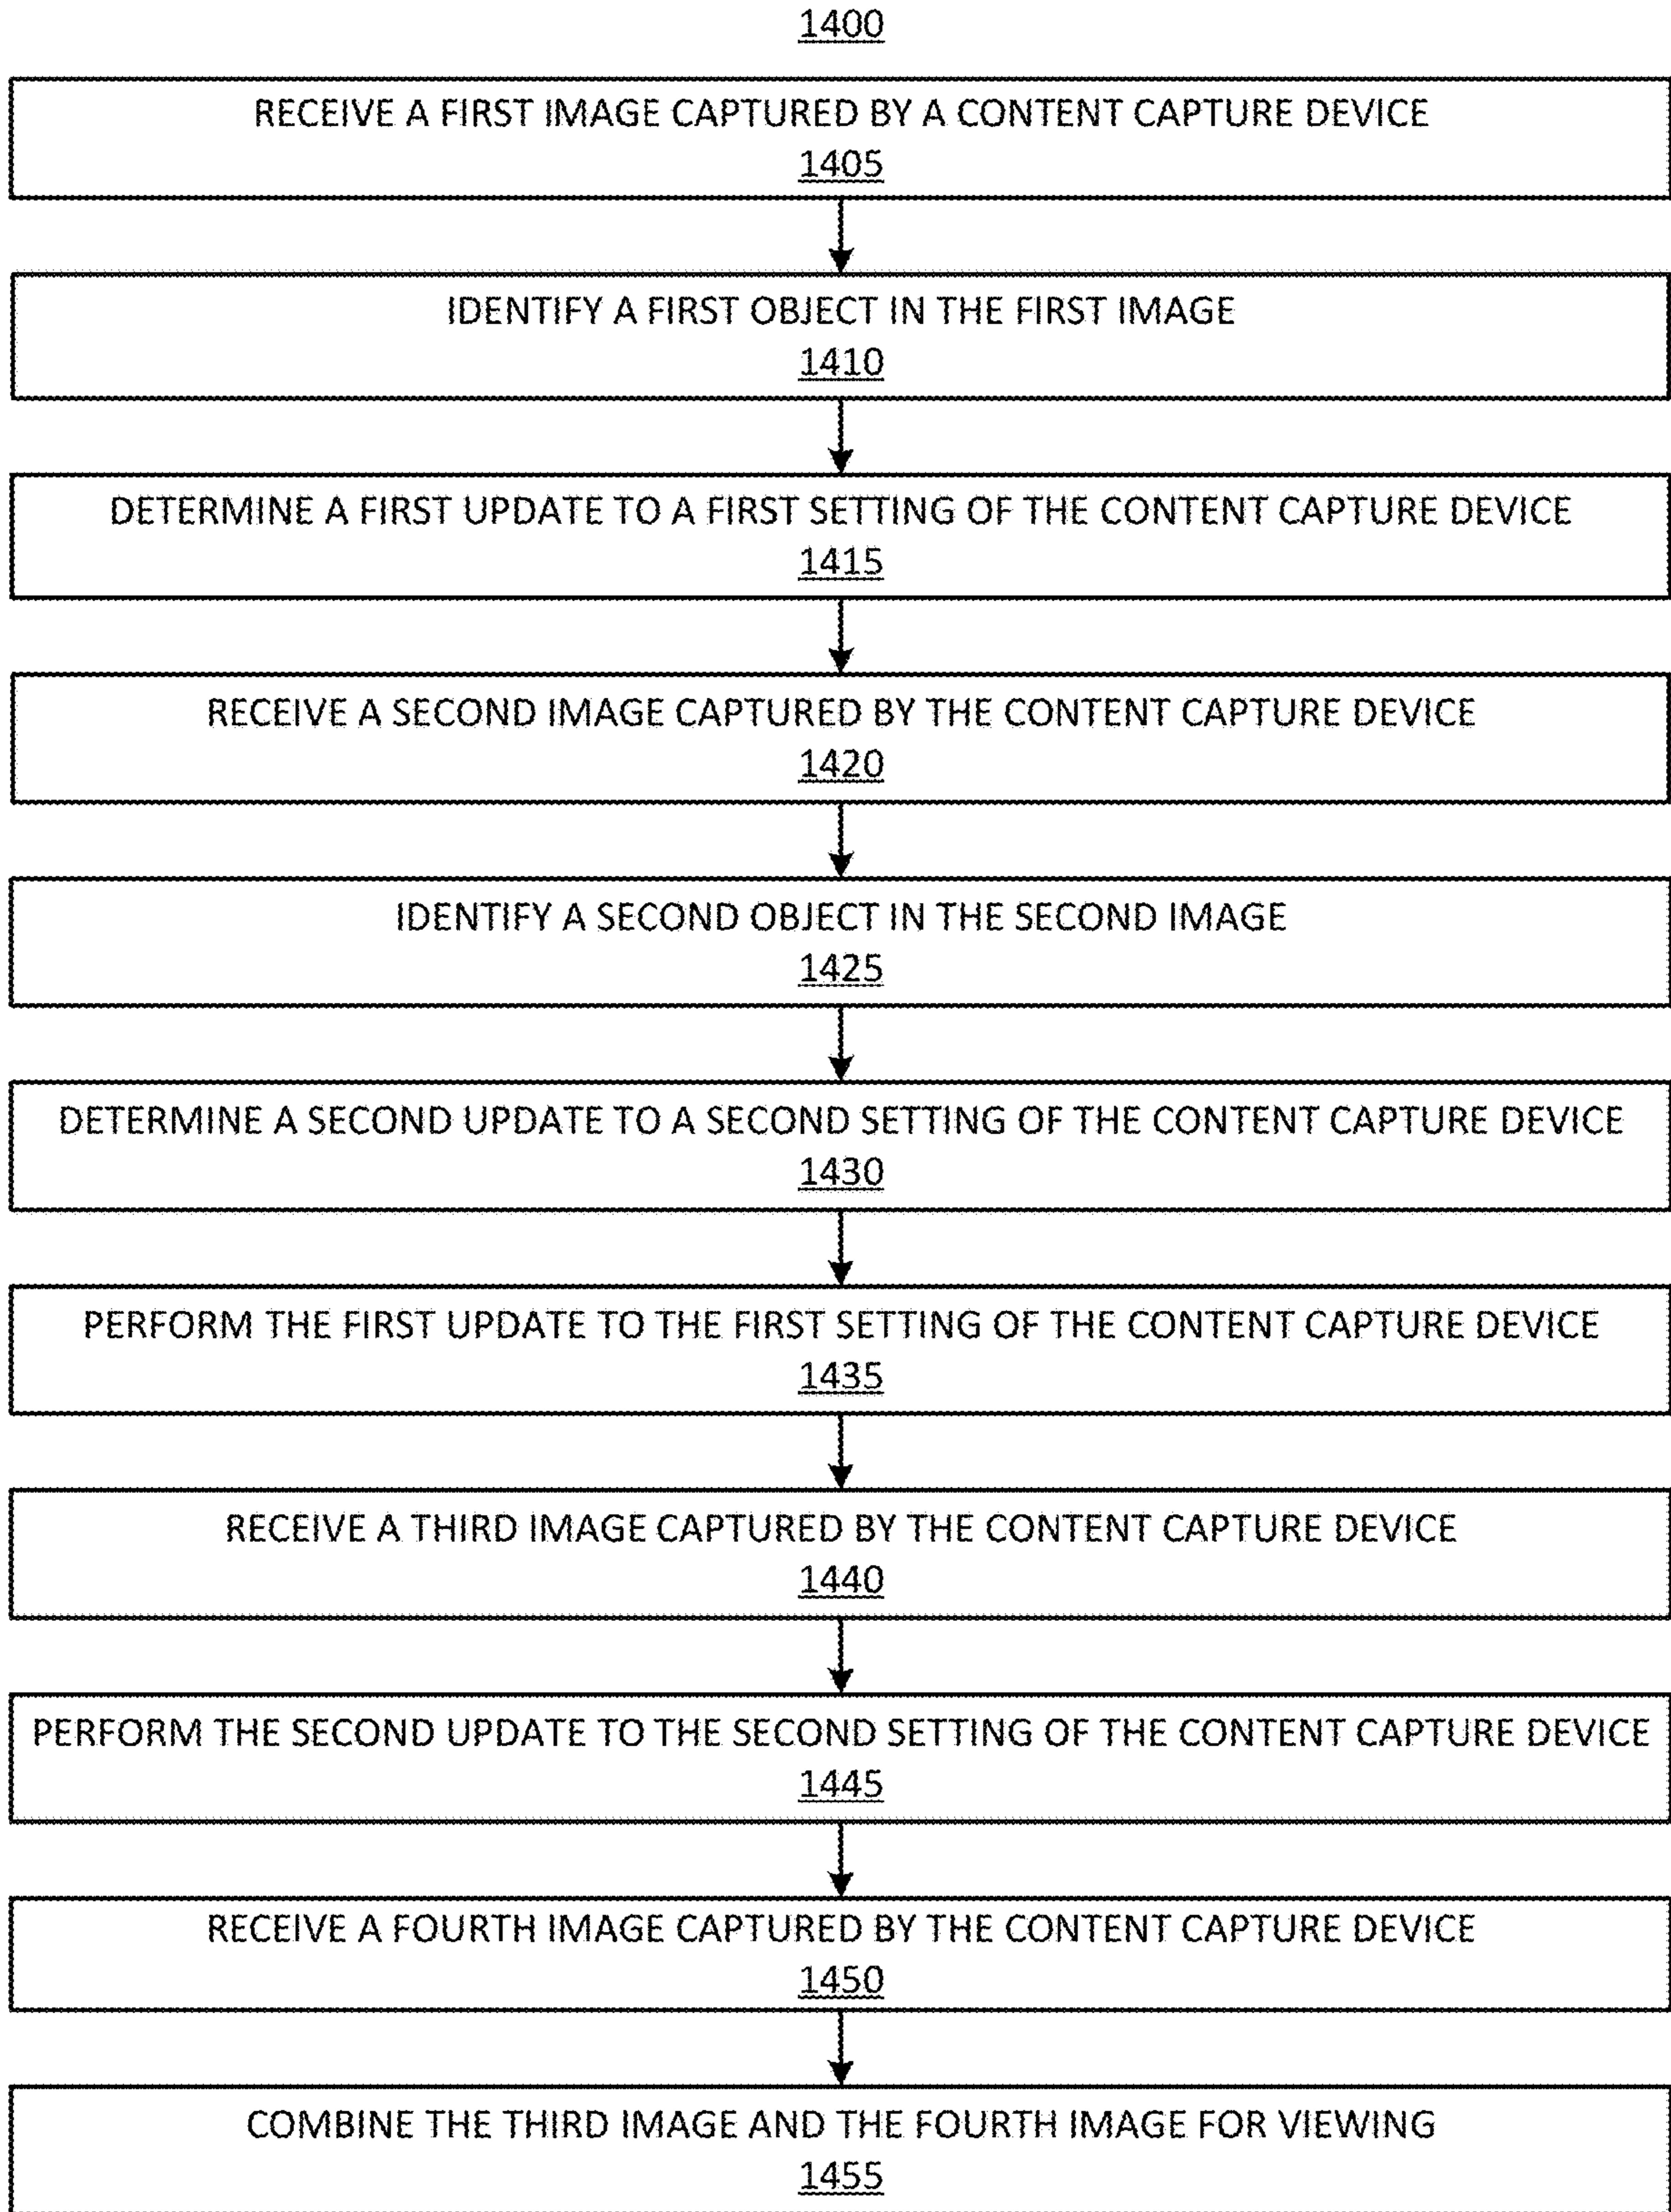 1400
RECEIVE A FIRST IMAGE CAPTURED BY A CONTENT CAPTURE DEVICE
1405
IDENTIFY A FIRST OBJECT IN THE FIRST IMAGE
1410
DETERMINE A FIRST UPDATE TO A FIRST SETTING OF THE CONTENT CAPTURE DEVICE
1415
RECEIVE A SECOND IMAGE CAPTURED BY THE CONTENT CAPTURE DEVICE
1420
IDENTIFY A SECOND OBJECT IN THE SECOND IMAGE
1425
DETERMINE A SECOND UPDATE TO A SECOND SETTING OF THE CONTENT CAPTURE DEVICE
1430
PERFORM THE FIRST UPDATE TO THE FIRST SETTING OF THE CONTENT CAPTURE DEVICE
1435
RECEIVE A THIRD IMAGE CAPTURED BY THE CONTENT CAPTURE DEVICE
1440
PERFORM THE SECOND UPDATE TO THE SECOND SETTING OF THE CONTENT CAPTURE DEVICE
1445
RECEIVE A FOURTH IMAGE CAPTURED BY THE CONTENT CAPTURE DEVICE
1450
COMBINE THE THIRD IMAGE AND THE FOURTH IMAGE FOR VIEWING
1455